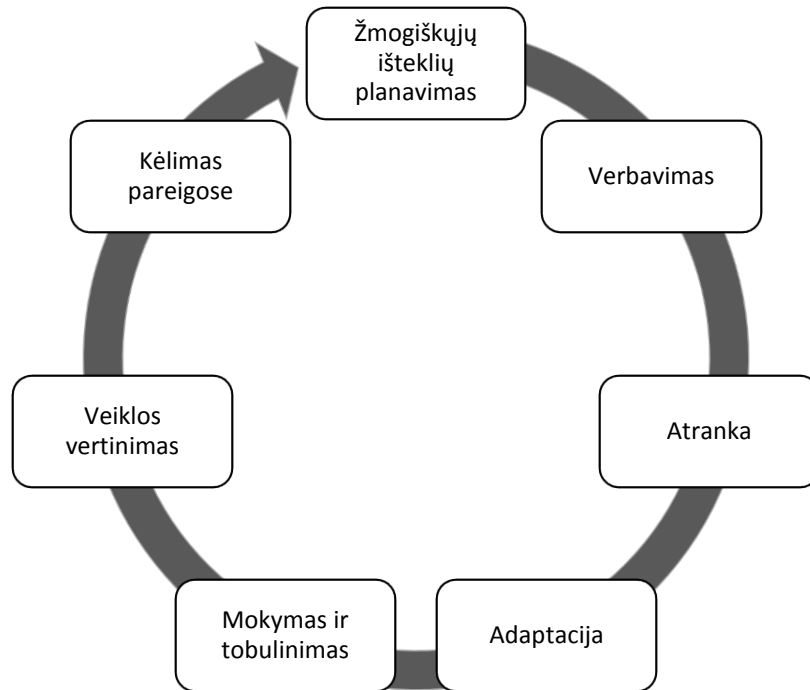 Žmogiškųjų
išteklių
planavimas
Verbavimas
Atranka
Adaptacija
Mokymas ir
tobulinimas
Veiklos
vertinimas
Kėlimas
pareigose